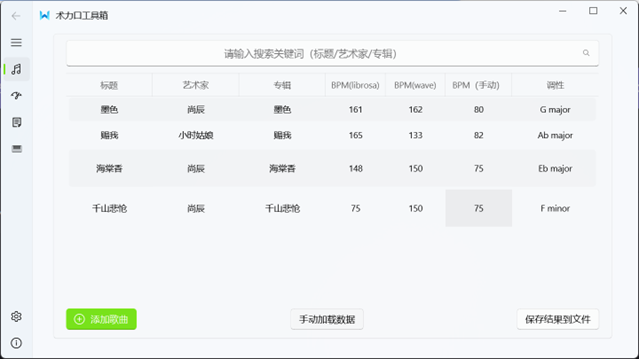 术力口工具箱
请输入搜索关键词（标题/艺术家/专辑）
标题 艺术家 专辑 BPM(librosa) BPM(wave) BPM（手动） 调性
墨色 尚辰 墨色 161 162 80 G major
赐我 小时姑娘 赐我 165 133 82 Ab major
海棠香 尚辰 海棠香 148 150 75 Eb major
千山悲怆 尚辰 千山悲怆 75 150 75 F minor
添加歌曲 手动加载数据 保存结果到文件